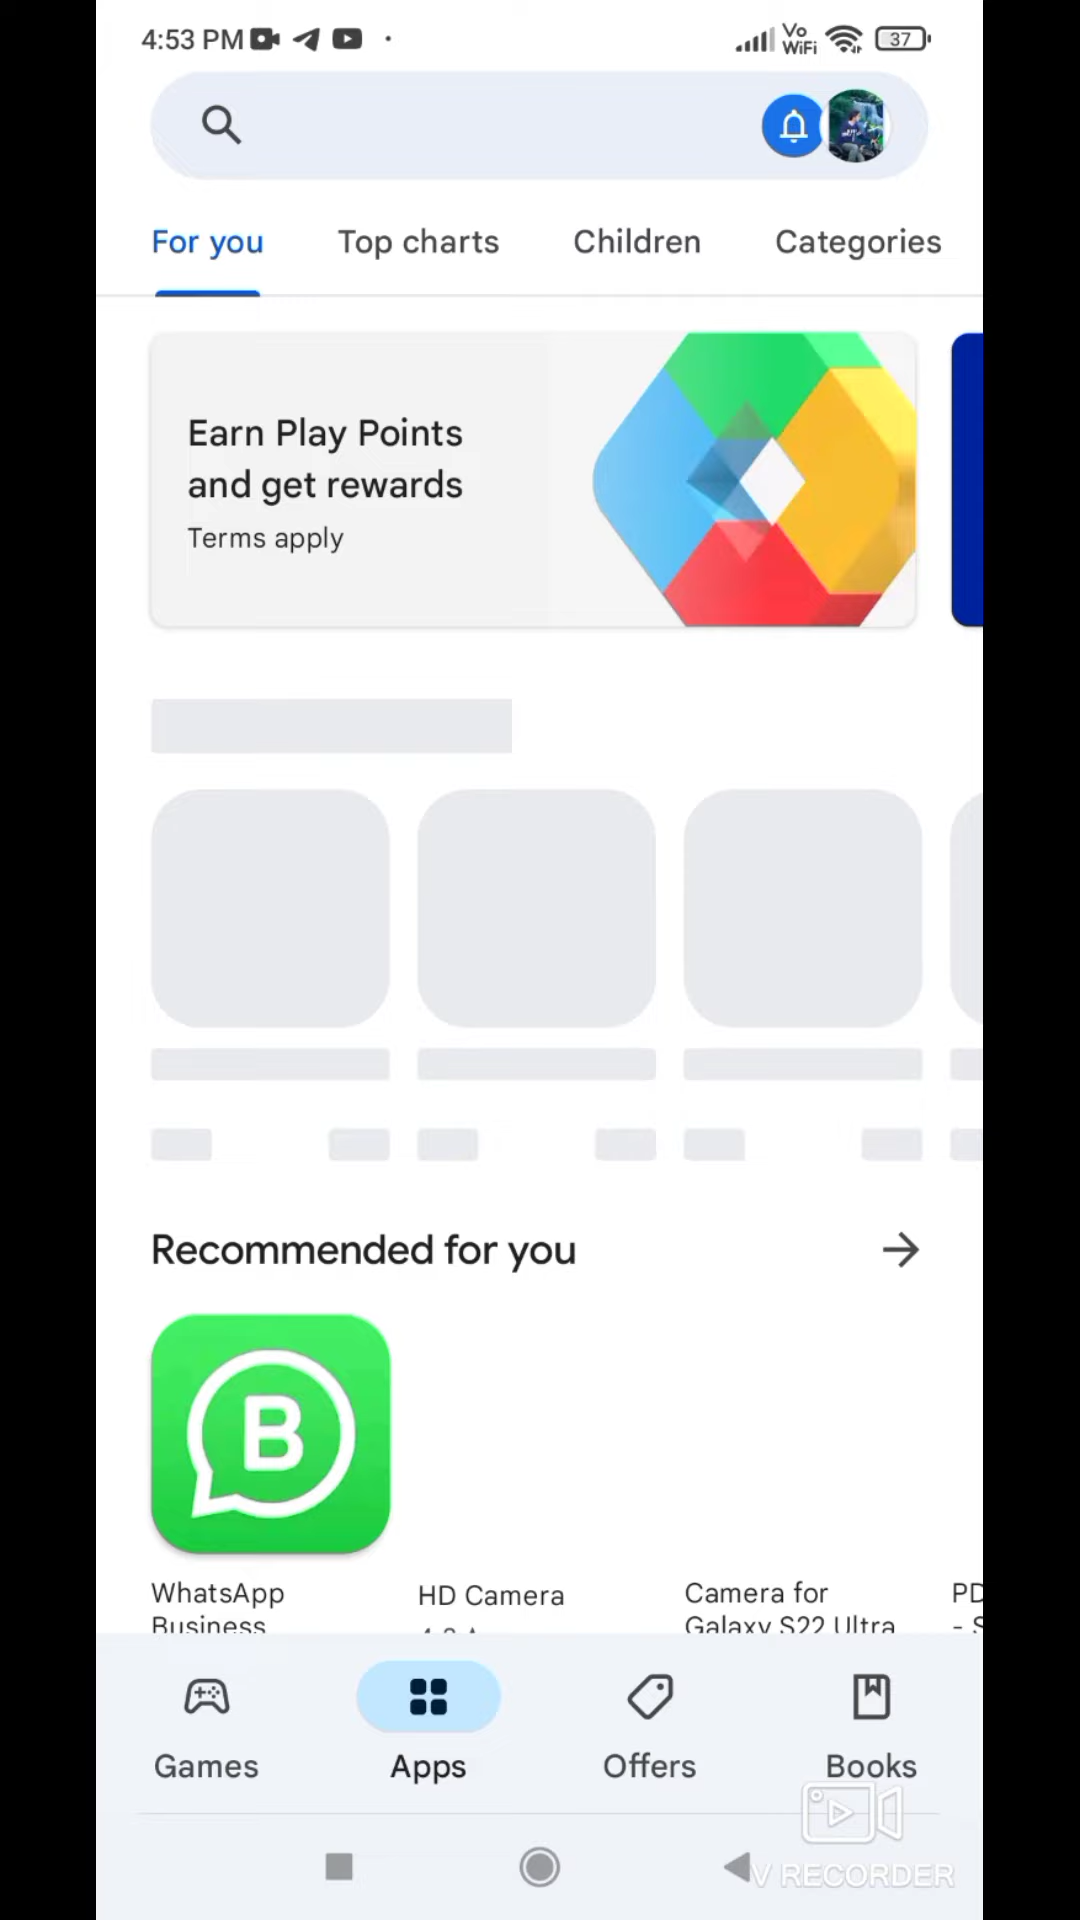 4:53 PM
Vo
WiFi
37
For you
Top charts
Children
Categories
Earn Play Points
and get rewards
Terms apply
Recommended for you
B
WhatsApp
Business
HD Camera
Camera for
Galaxy S22 Ultra
PD
- S
Games
Apps
Offers
Books
V RECORDER